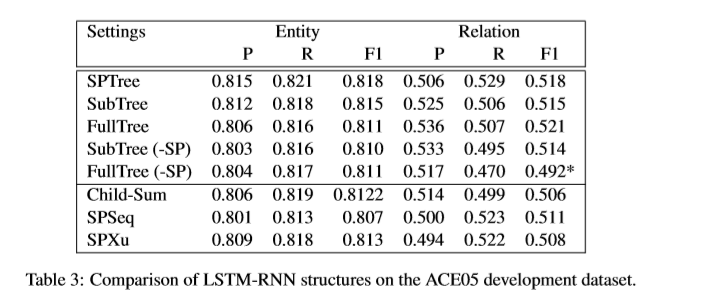 Settings Entity Relation
P R F1 P R F1
SPTree 0.815 0.821 0.818 0.506 0.529 0.518
SubTree 0.812 0.818 0.815 0.525 0.506 0.515
FullTree 0.806 0.816 0.811 0.536 0.507 0.521
SubTree (-SP) 0.803 0.816 0.810 0.533 0.495 0.514
FullTree (-SP) 0.804 0.817 0.811 0.517 0.470 0.492*
Child-Sum 0.806 0.819 0.8122 0.514 0.499 0.506
SPSeq 0.801 0.813 0.807 0.500 0.523 0.511
SPXu 0.809 0.818 0.813 0.494 0.522 0.508
Table 3: Comparison of LSTM-RNN structures on the ACE05 development dataset.